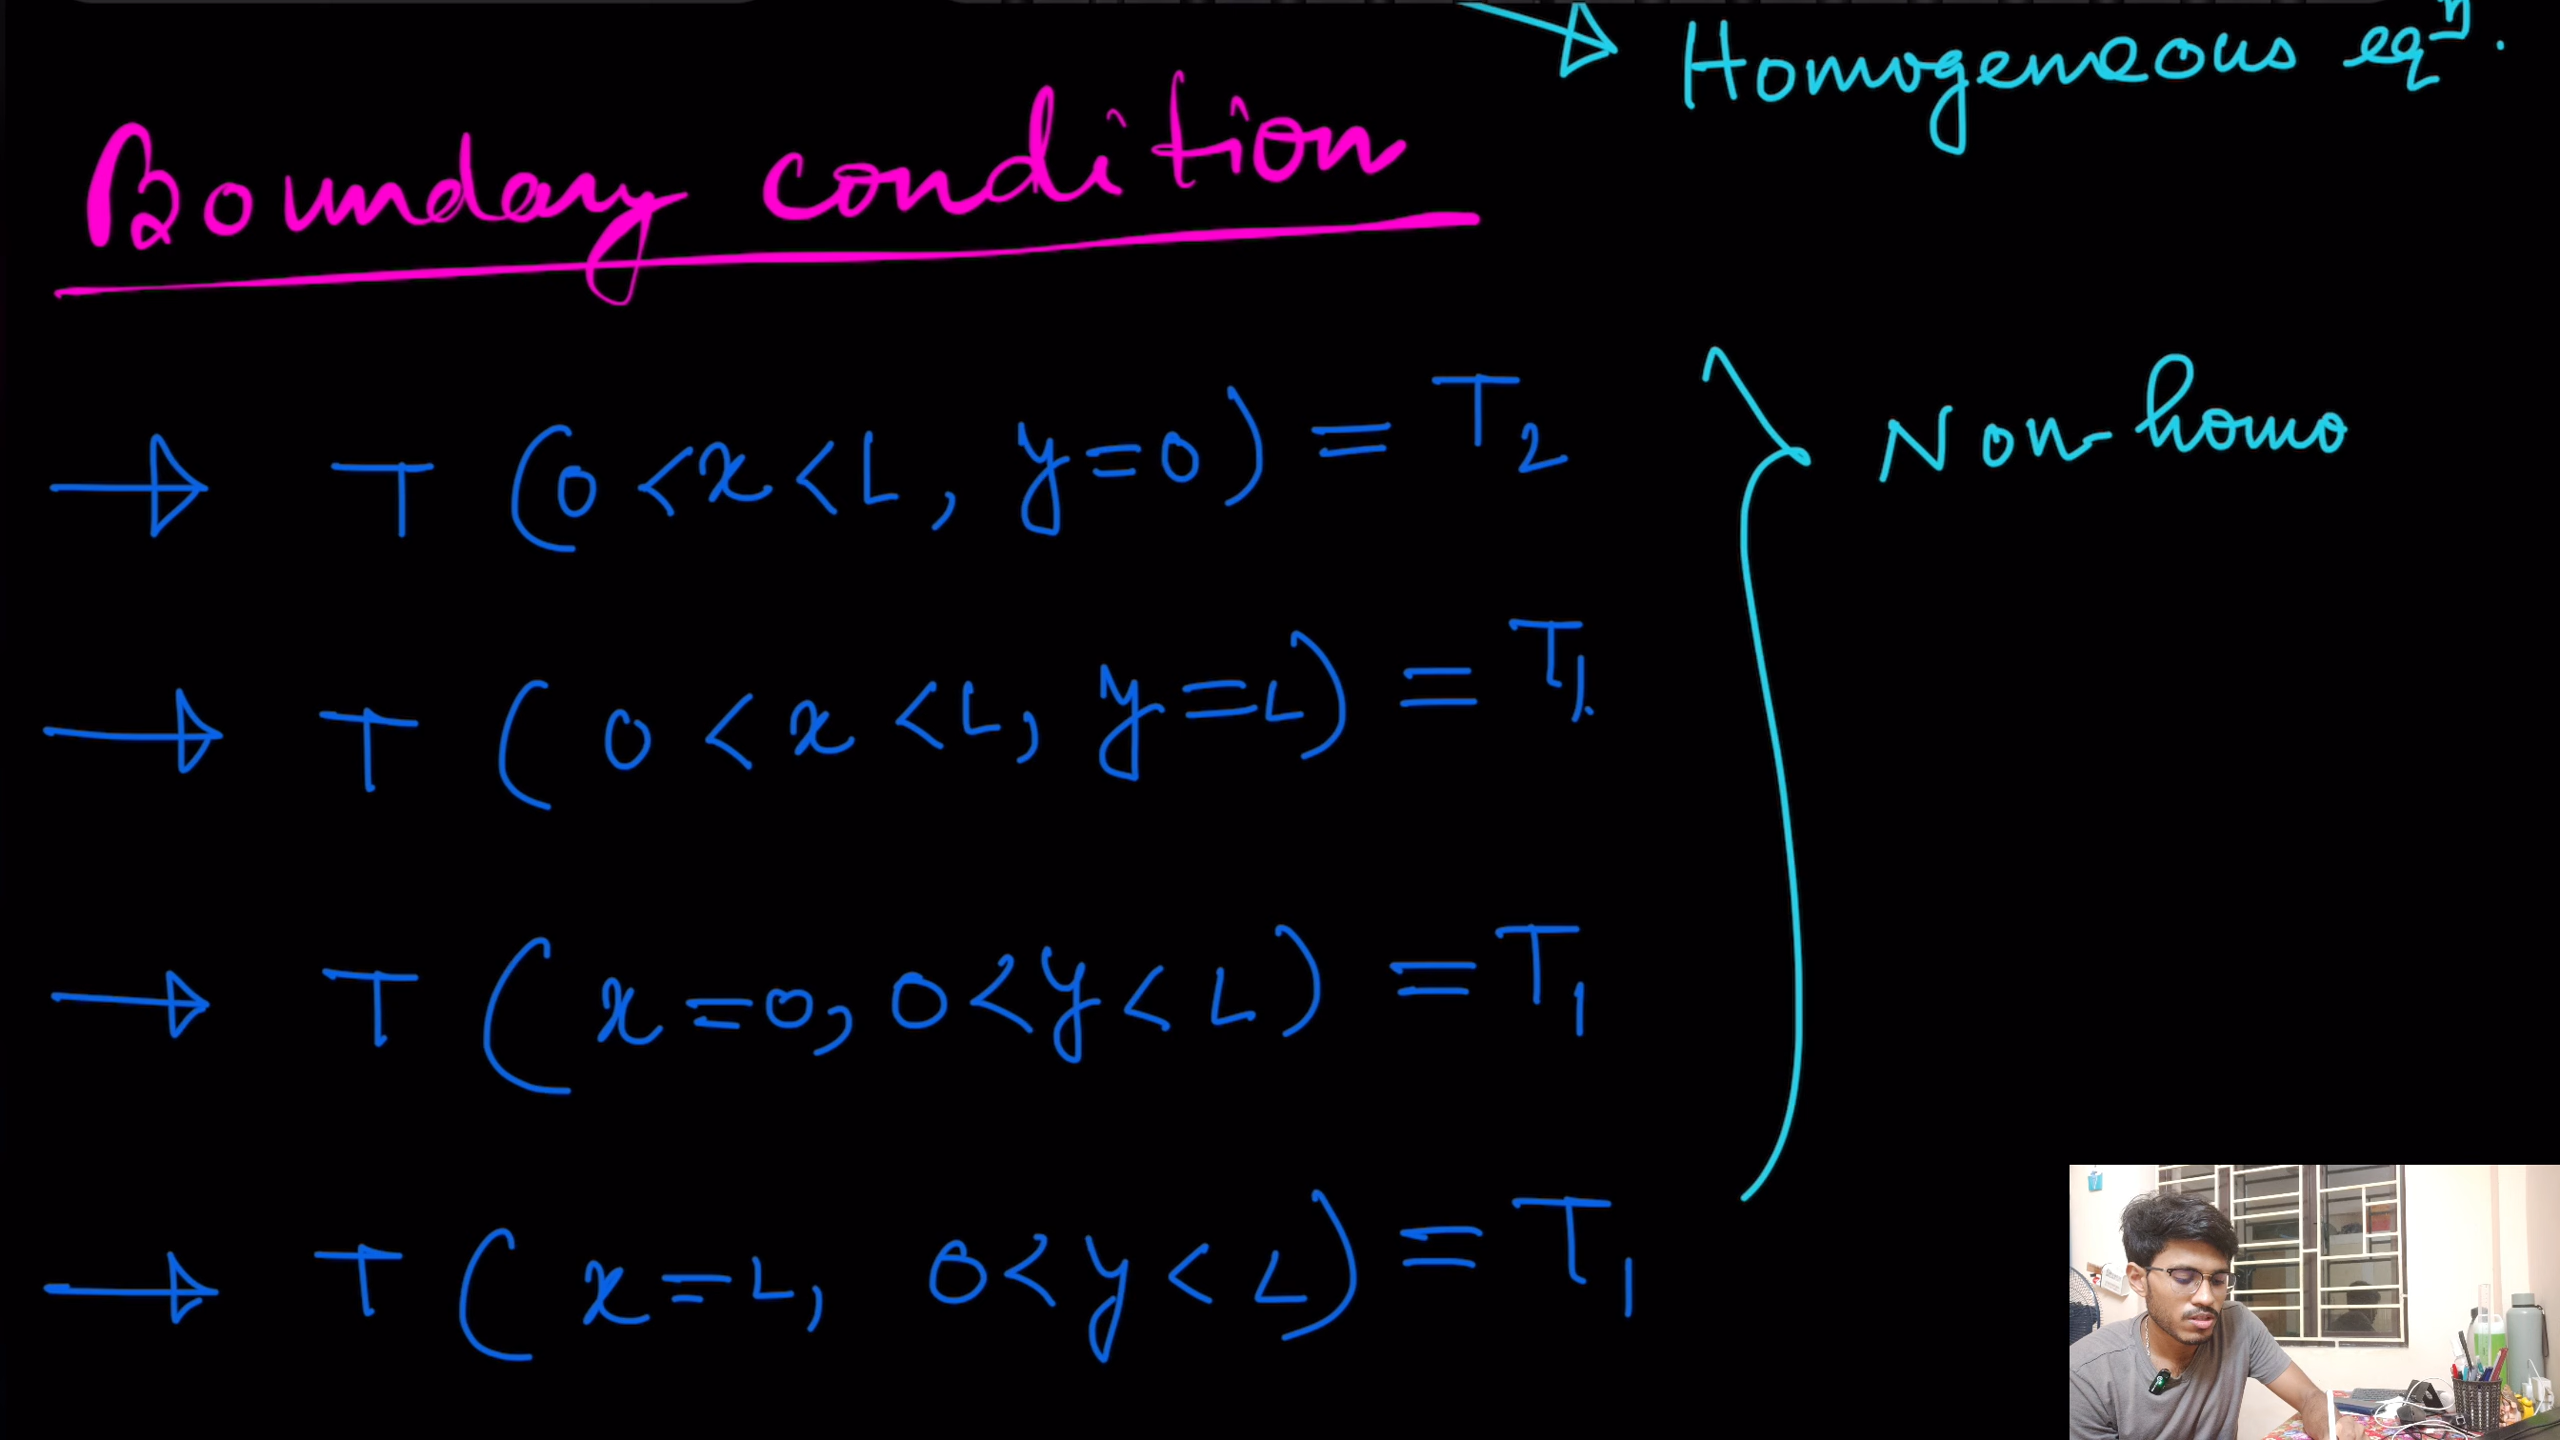 Homogeneous eqⁿ.
Boundary condition
→ T (0 < x < L, y = 0) = T₂
Non-homo
→ T (0 < x < L, y = L) = T₁.
→ T (x = 0, 0 < y < L) = T₁
→ T (x = L, 0 < y < L) = T₁